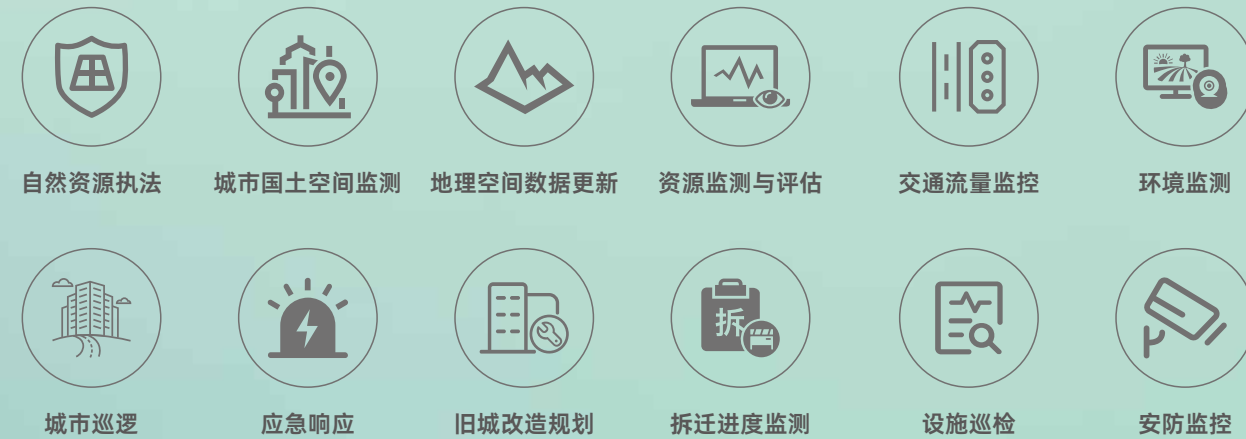 自然资源执法
城市国土空间监测
地理空间数据更新
资源监测与评估
交通流量监控
环境监测
拆
城市巡逻
应急响应
旧城改造规划
拆迁进度监测
设施巡检
安防监控